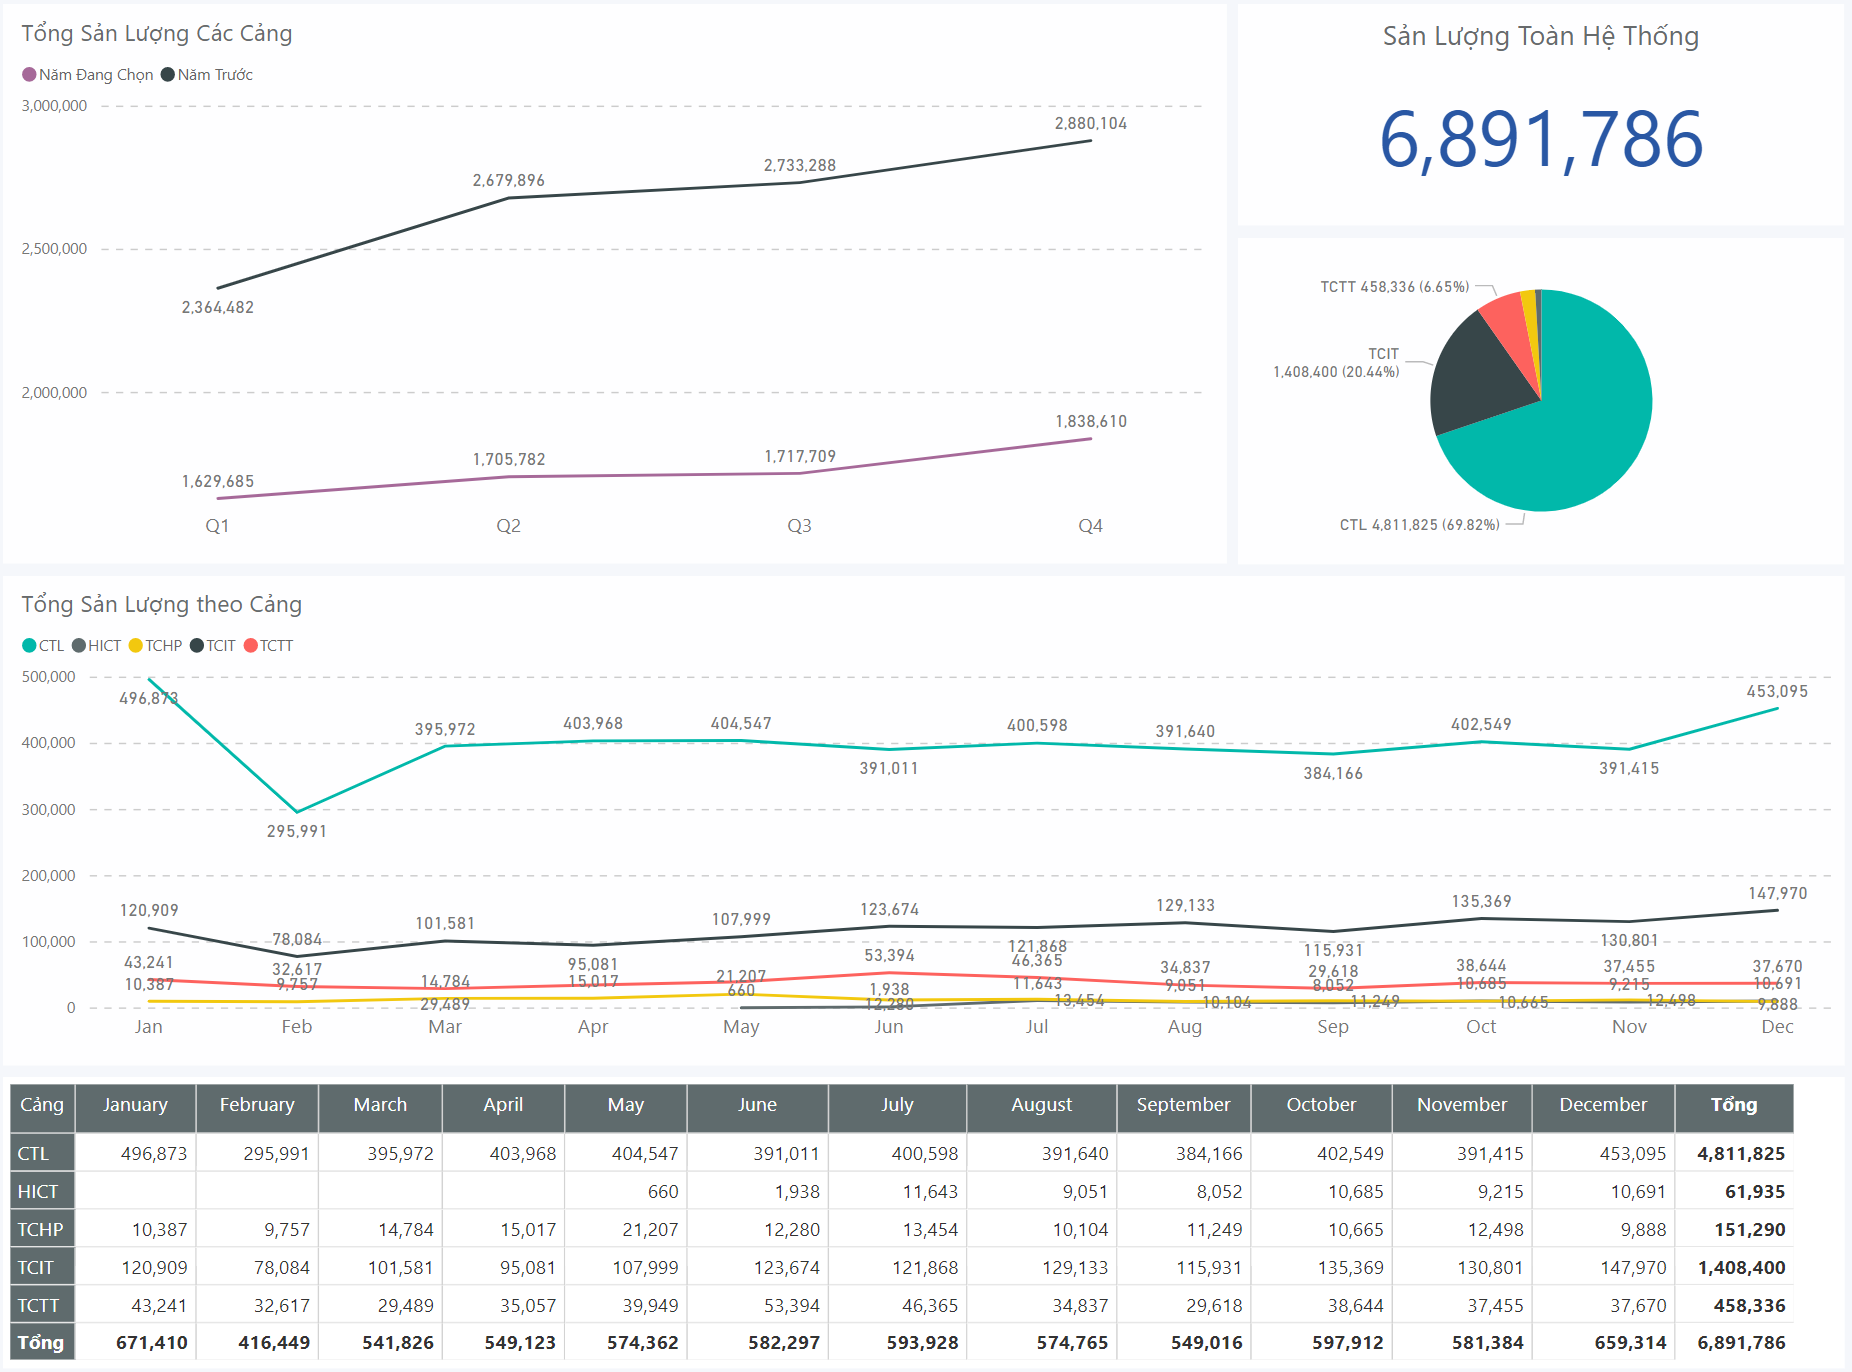 Tổng Sản Lượng Các Cảng
Năm Đang Chọn Năm Trước
3,000,000
2,500,000
2,000,000
2,364,482
2,679,896
2,733,288
2,880,104
1,629,685
1,705,782
1,717,709
1,838,610
Q1 Q2 Q3 Q4
Sản Lượng Toàn Hệ Thống
6,891,786
TCTT 458,336 (6.65%)
TCIT
1,408,400 (20.44%)
CTL 4,811,825 (69.82%)
Tổng Sản Lượng theo Cảng
CTL HICT TCHP TCIT TCTT
500,000
400,000
300,000
200,000
100,000
0
496,873 295,991 395,972 403,968 404,547 391,011 400,598 391,640 384,166 402,549 391,415 453,095
120,909 78,084 101,581 95,081 107,999 123,674 121,868 129,133 115,931 135,369 130,801 147,970
43,241 32,617 29,489 53,394 46,365 34,837 29,618 38,644 37,455 37,670
10,387 9,757 14,784 15,017 21,207 12,280 13,454 10,104 11,249 10,665 12,498 9,888
660 1,938 11,643 9,051 8,052 10,685 9,215 10,691
Jan Feb Mar Apr May Jun Jul Aug Sep Oct Nov Dec
Cảng January February March April May June July August September October November December Tổng
CTL 496,873 295,991 395,972 403,968 404,547 391,011 400,598 391,640 384,166 402,549 391,415 453,095 4,811,825
HICT 660 1,938 11,643 9,051 8,052 10,685 9,215 10,691 61,935
TCHP 10,387 9,757 14,784 15,017 21,207 12,280 13,454 10,104 11,249 10,665 12,498 9,888 151,290
TCIT 120,909 78,084 101,581 95,081 107,999 123,674 121,868 129,133 115,931 135,369 130,801 147,970 1,408,400
TCTT 43,241 32,617 29,489 35,057 39,949 53,394 46,365 34,837 29,618 38,644 37,455 37,670 458,336
Tổng 671,410 416,449 541,826 549,123 574,362 582,297 593,928 574,765 549,016 597,912 581,384 659,314 6,891,786